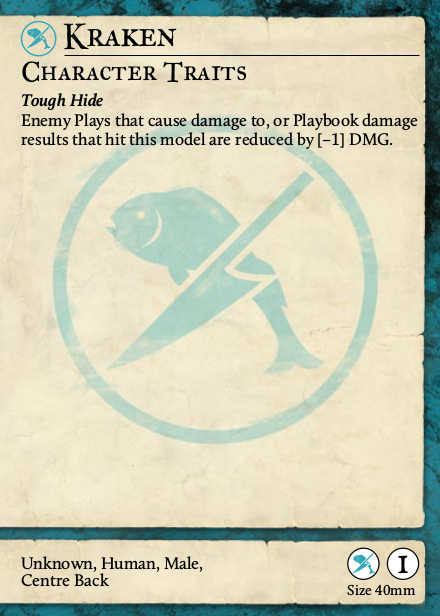 Kraken
Character Traits
Tough Hide
Enemy Plays that cause damage to, or Playbook damage
results that hit this model are reduced by [−1] DMG.
Unknown, Human, Male,
Centre Back
1
Size 40mm